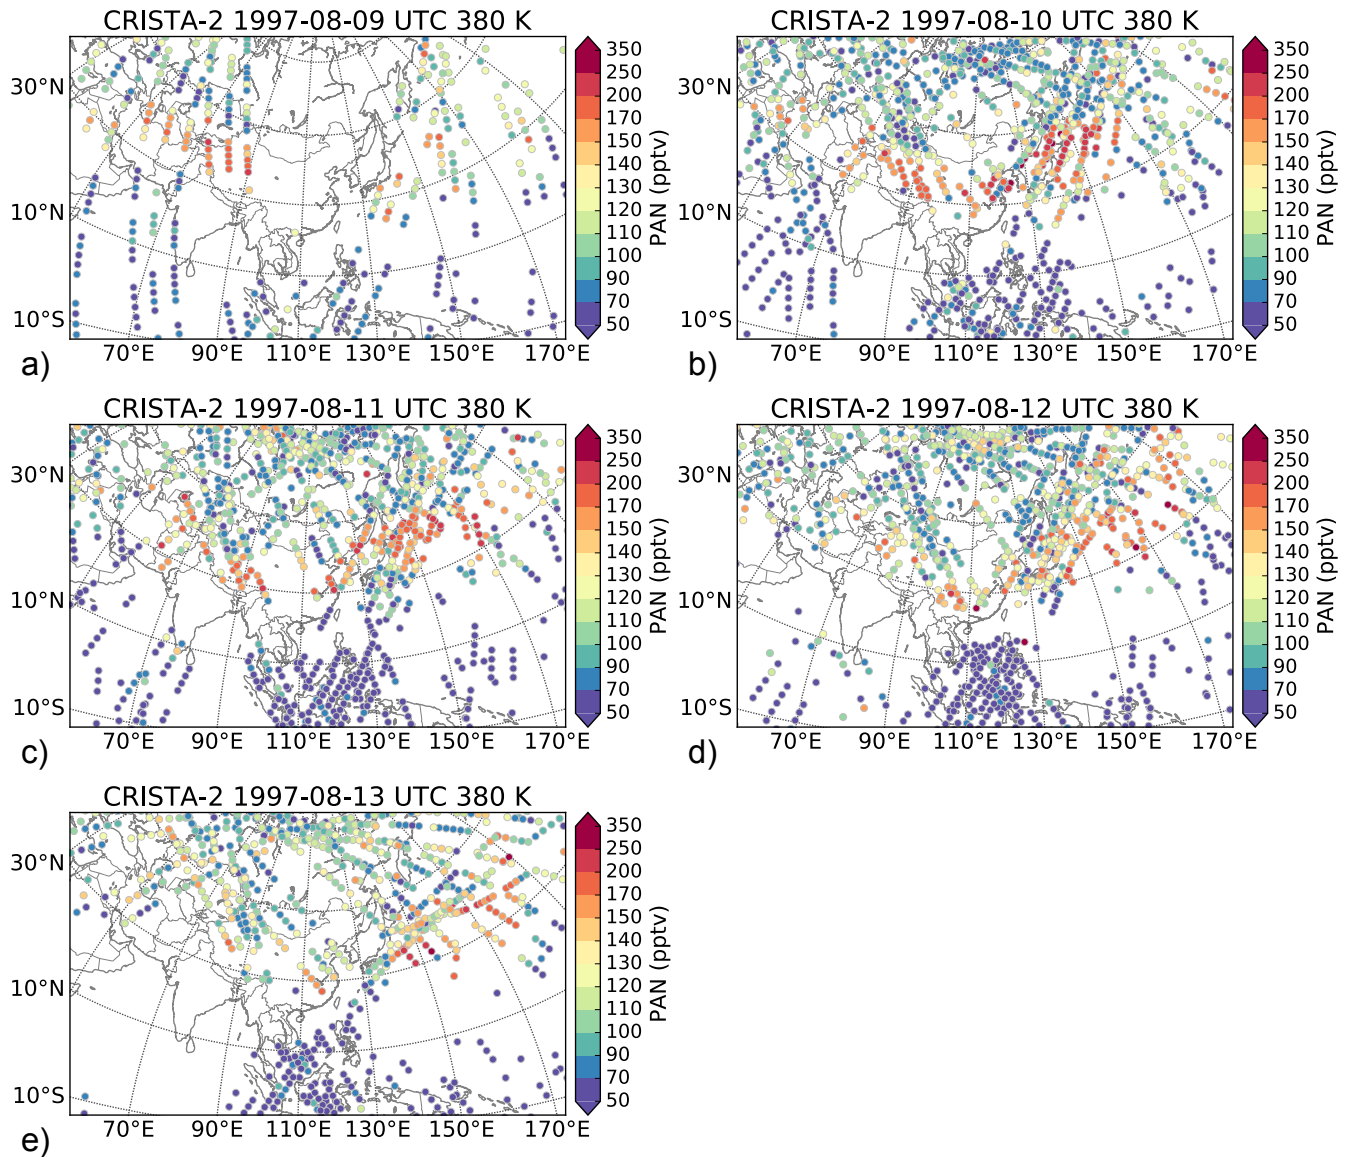 CRISTA-2 1997-08-09 UTC 380 K
30°N
10°N
10°S
70°E 90°E 110°E 130°E 150°E 170°E
350
250
200
170
150
140
130
120
110
100
90
70
50
PAN (pptv)
a)
CRISTA-2 1997-08-10 UTC 380 K
30°N
10°N
10°S
70°E 90°E 110°E 130°E 150°E 170°E
350
250
200
170
150
140
130
120
110
100
90
70
50
PAN (pptv)
b)
CRISTA-2 1997-08-11 UTC 380 K
30°N
10°N
10°S
70°E 90°E 110°E 130°E 150°E 170°E
350
250
200
170
150
140
130
120
110
100
90
70
50
PAN (pptv)
c)
CRISTA-2 1997-08-12 UTC 380 K
30°N
10°N
10°S
70°E 90°E 110°E 130°E 150°E 170°E
350
250
200
170
150
140
130
120
110
100
90
70
50
PAN (pptv)
d)
CRISTA-2 1997-08-13 UTC 380 K
30°N
10°N
10°S
70°E 90°E 110°E 130°E 150°E 170°E
350
250
200
170
150
140
130
120
110
100
90
70
50
PAN (pptv)
e)